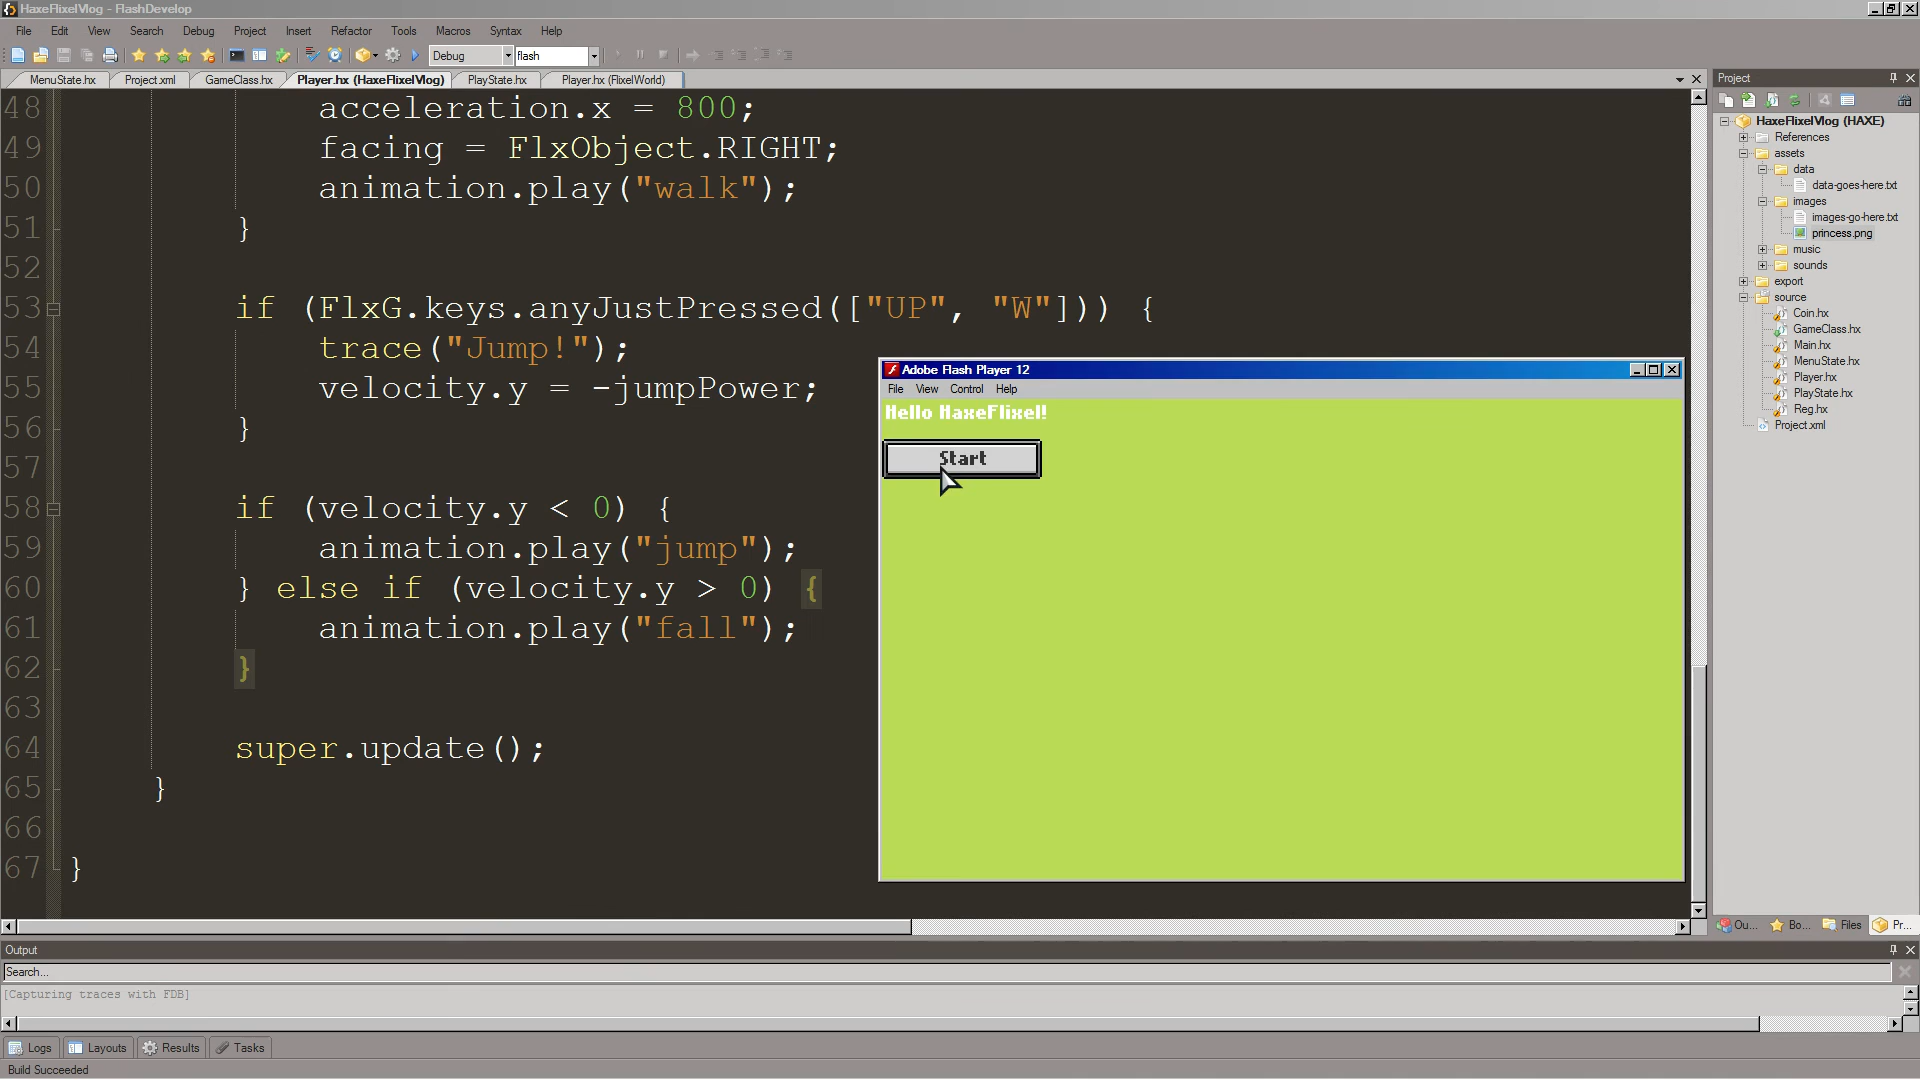 HaxeFlixelVlog - FlashDevelop
File Edit View Search Debug Project Insert Refactor Tools Macros Syntax Help
Debug flash
MenuState.hx Project.xml GameClass.hx Player.hx (HaxeFlixelVlog) PlayState.hx Player.hx (FlixelWorld)
48 acceleration.x = 800;
49 facing = FlxObject.RIGHT;
50 animation.play("walk");
51 }
52
53 if (FlxG.keys.anyJustPressed(["UP", "W"])) {
54 trace("Jump!");
55 velocity.y = -jumpPower;
56 }
57
58 if (velocity.y < 0) {
59 animation.play("jump");
60 } else if (velocity.y > 0) {
61 animation.play("fall");
62 }
63
64 super.update();
65 }
66
67 }
Adobe Flash Player 12
File View Control Help
Hello HaxeFlixel!
Start
Project
HaxeFlixelVlog (HAXE)
References
assets
data
data-goes-here.txt
images
images-go-here.txt
princess.png
music
sounds
export
source
Coin.hx
GameClass.hx
Main.hx
MenuState.hx
Player.hx
PlayState.hx
Reg.hx
Project.xml
Ou... Bo... Files Pr...
Output
Search...
[Capturing traces with FDB]
Logs Layouts Results Tasks
Build Succeeded